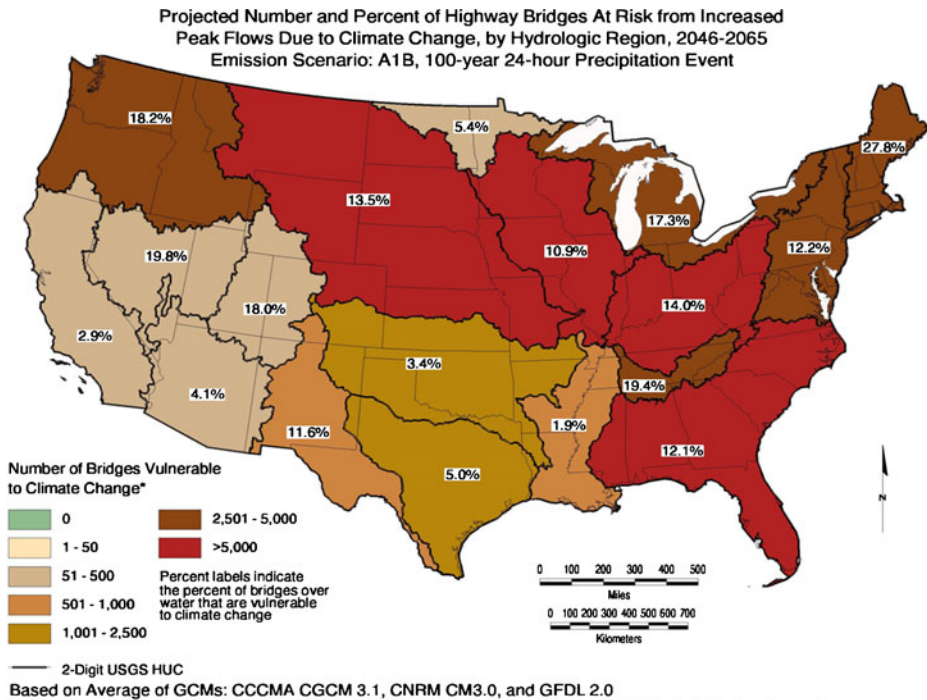 Projected Number and Percent of Highway Bridges At Risk from Increased
Peak Flows Due to Climate Change, by Hydrologic Region, 2046-2065
Emission Scenario: A1B, 100-year 24-hour Precipitation Event
18.2%
5.4%
27.8%
13.5%
17.3%
10.9%
12.2%
19.8%
18.0%
14.0%
2.9%
3.4%
4.1%
19.4%
1.9%
11.6%
12.1%
5.0%
N
Number of Bridges Vulnerable
to Climate Change*
0
1 - 50
51 - 500
501 - 1,000
1,001 - 2,500
2,501 - 5,000
>5,000
Percent labels indicate
the percent of bridges over
water that are vulnerable
to climate change
2-Digit USGS HUC
0 100 200 300 400 500
Miles
0 100 200 300 400 500 600 700
Kilometers
Based on Average of GCMs: CCCMA CGCM 3.1, CNRM CM3.0, and GFDL 2.0